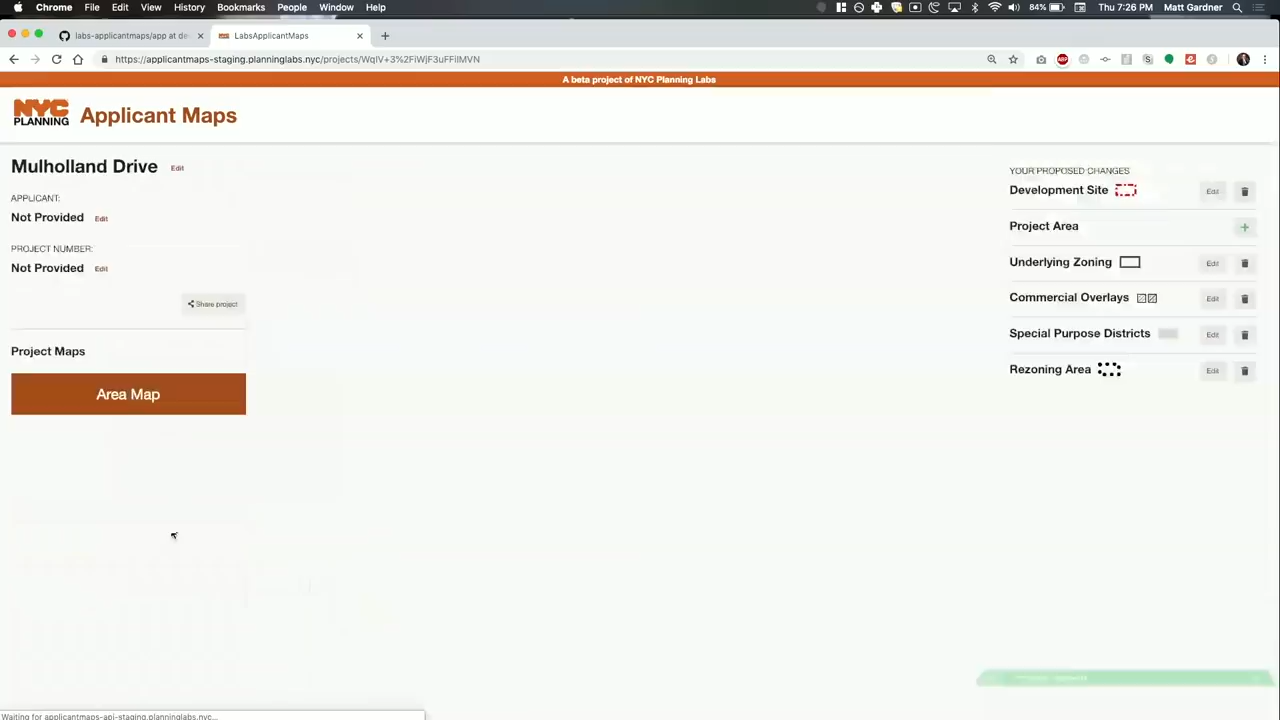 Chrome File Edit View History Bookmarks People Window Help 84% Thu 7:26 PM Matt Gardner
labs-applicantmaps/app at de LabsApplicantMaps
https://applicantmaps-staging.planninglabs.nyc/projects/WqIV+3%2FiWjF3uFFiIMVN
A beta project of NYC Planning Labs
NYC PLANNING Applicant Maps
Mulholland Drive Edit
APPLICANT:
Not Provided Edit
PROJECT NUMBER:
Not Provided Edit
Share project
Project Maps
Area Map
YOUR PROPOSED CHANGES
Development Site Edit
Project Area +
Underlying Zoning Edit
Commercial Overlays Edit
Special Purpose Districts Edit
Rezoning Area Edit
Waiting for applicantmaps-api-staging.planninglabs.nyc...